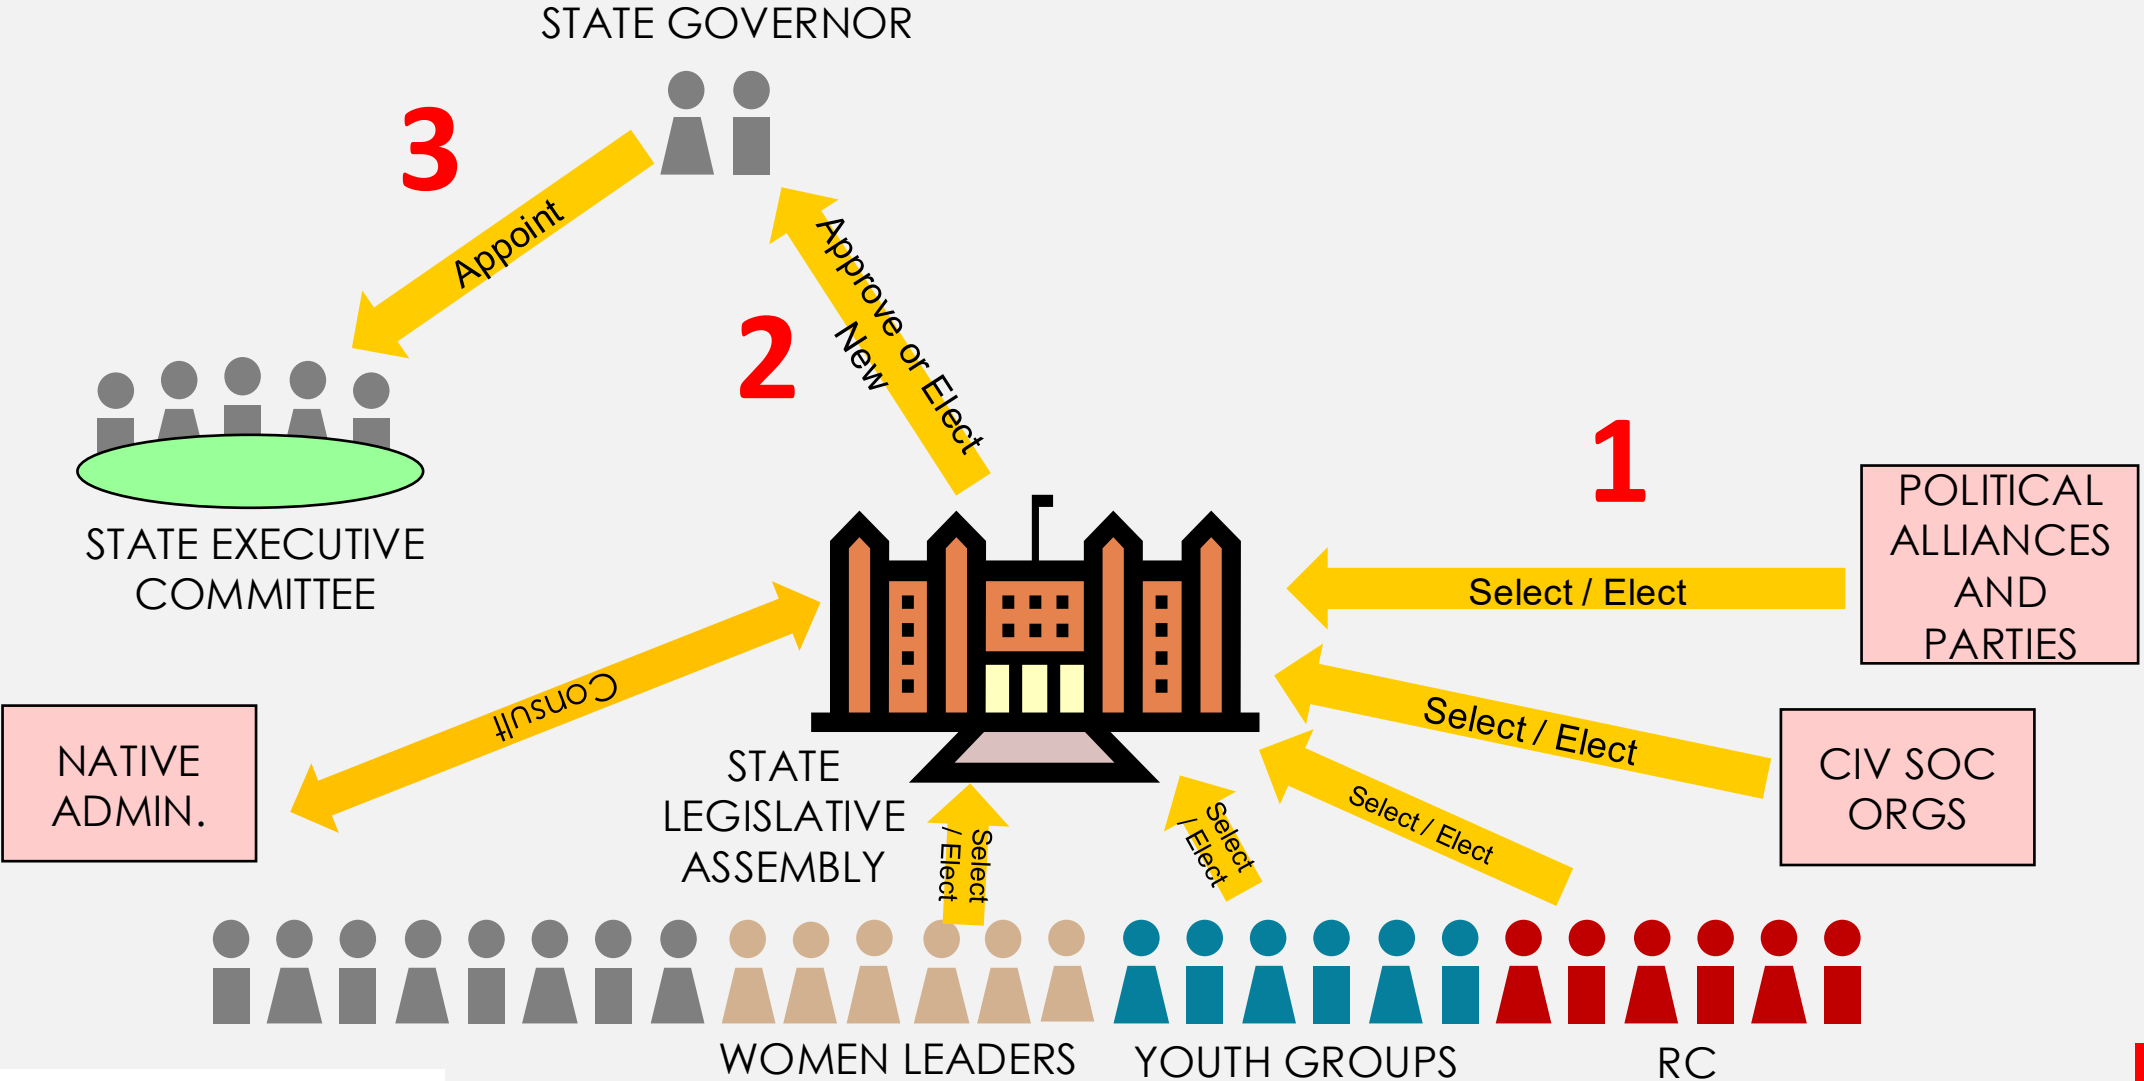 STATE GOVERNOR
3
Appoint
Approve or Elect
New
2
STATE EXECUTIVE
COMMITTEE
1
POLITICAL
ALLIANCES
AND
PARTIES
Select / Elect
Consult
Select / Elect
NATIVE
ADMIN.
CIV SOC
ORGS
STATE
LEGISLATIVE
ASSEMBLY
Select
/ Elect
Select
/ Elect
Select / Elect
WOMEN LEADERS
YOUTH GROUPS
RC